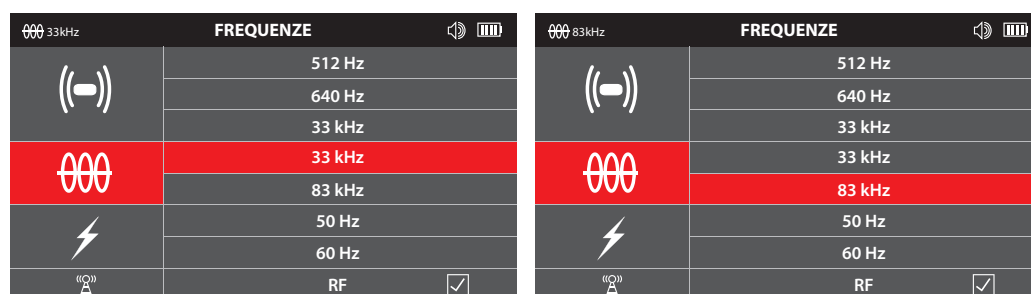 33kHz FREQUENZE
512 Hz
640 Hz
33 kHz
33 kHz
83 kHz
50 Hz
60 Hz
RF
83kHz FREQUENZE
512 Hz
640 Hz
33 kHz
33 kHz
83 kHz
50 Hz
60 Hz
RF